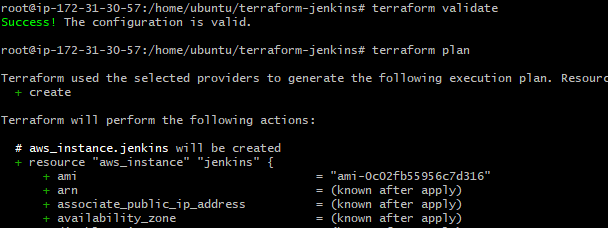 root@ip-172-31-30-57:/home/ubuntu/terraform-jenkins# terraform validate
Success! The configuration is valid.
root@ip-172-31-30-57:/home/ubuntu/terraform-jenkins# terraform plan
Terraform used the selected providers to generate the following execution plan. Resourc
+ create
Terraform will perform the following actions:
# aws_instance.jenkins will be created
+ resource "aws_instance" "jenkins" {
+ ami = "ami-0c02fb55956c7d316"
+ arn = (known after apply)
+ associate_public_ip_address = (known after apply)
+ availability_zone = (known after apply)